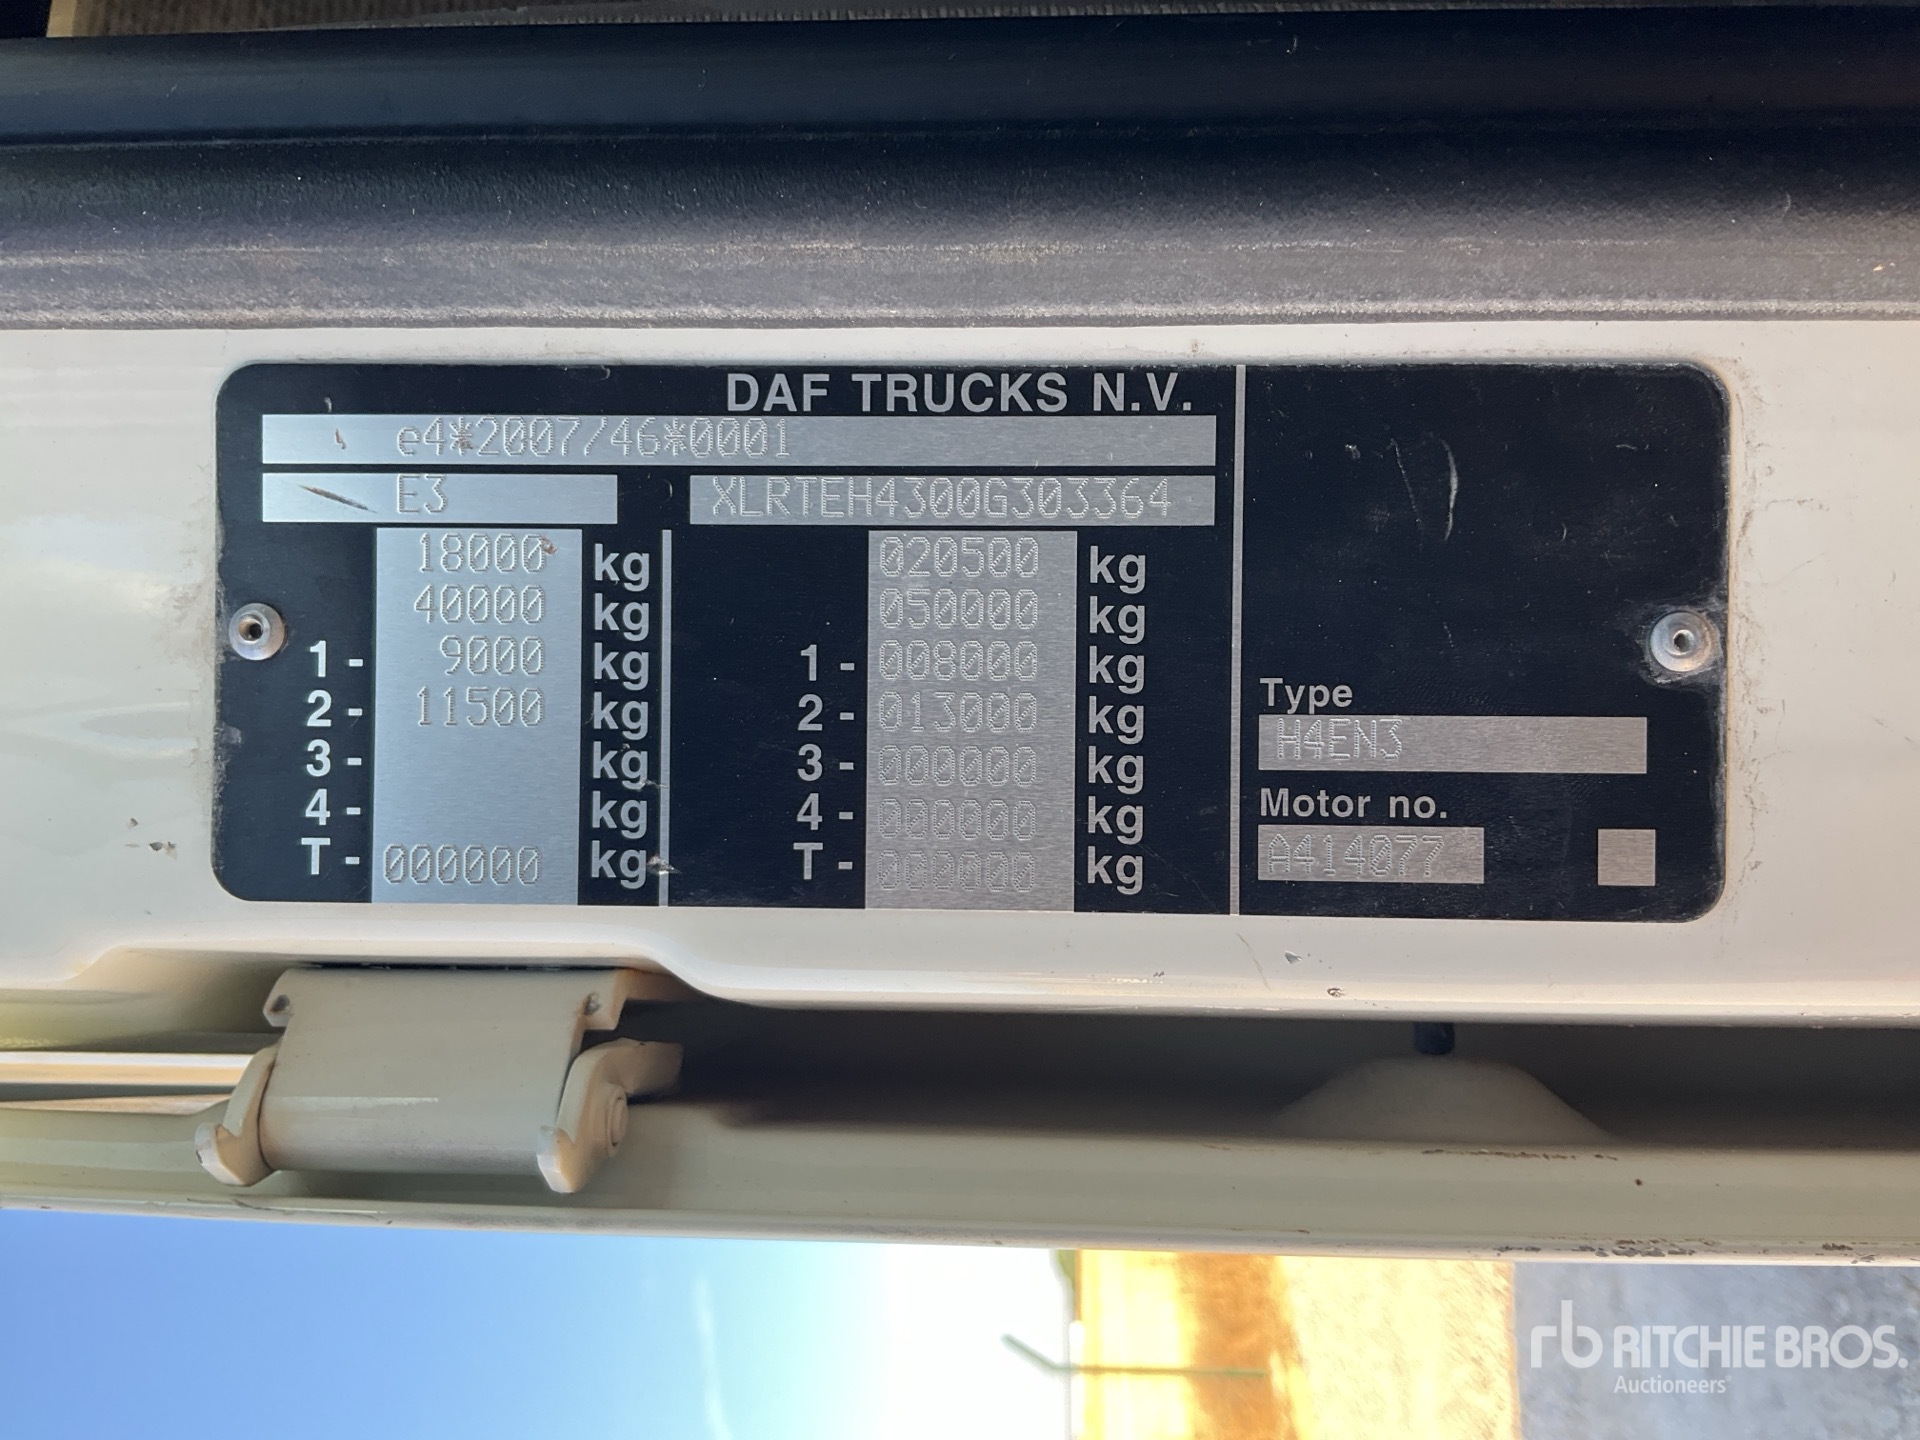 DAF TRUCKS N.V.
e4*2007/46*0001
E3 XLRTEH4300G303364
18000 kg 020500 kg
40000 kg 050000 kg
1- 9000 kg 1- 008000 kg
2- 11500 kg 2- 013000 kg
3- kg 3- 000000 kg
4- kg 4- 000000 kg
T- 000000 kg T- 000000 kg
Type
H4EN3
Motor no.
A414077
rb RITCHIE BROS.
Auctioneers